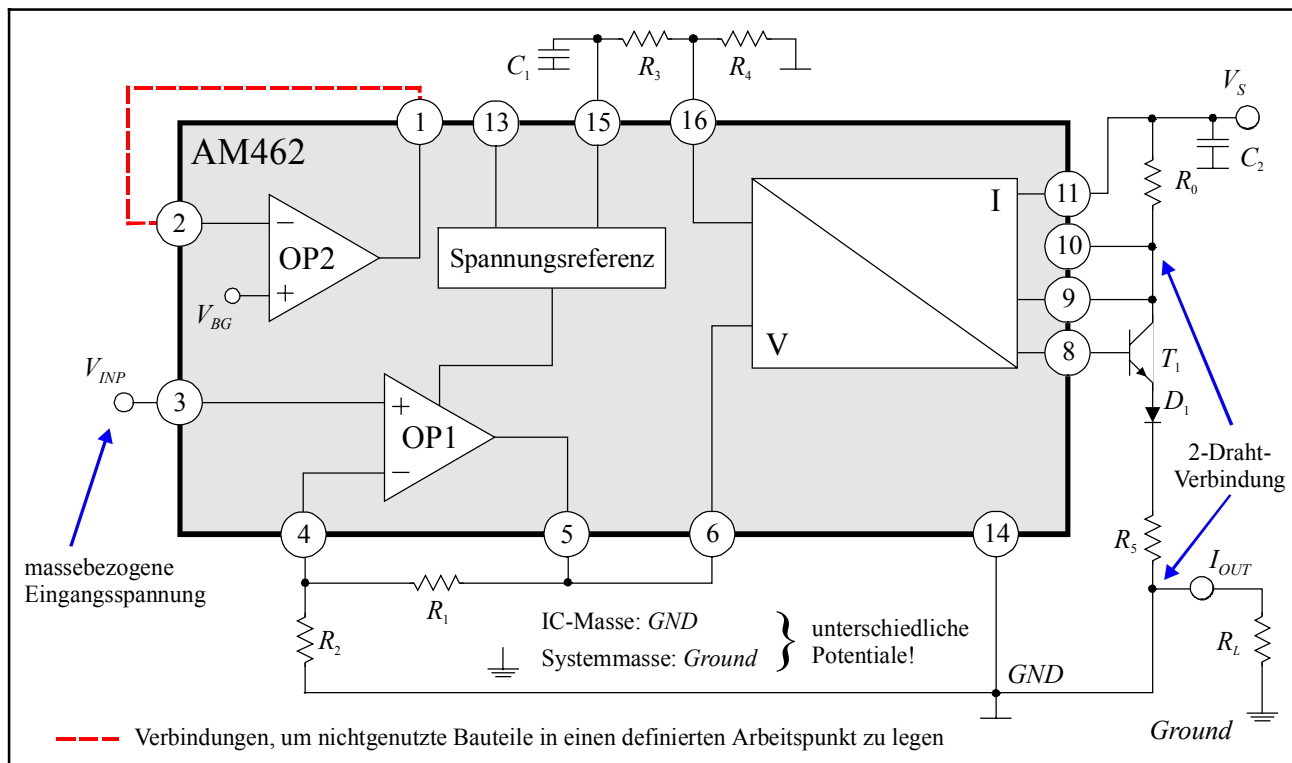 C1
R3
R4
VS
1
13
15
16
AM462
C2
R0
I
11
2
OP2
10
Spannungsreferenz
VBG
9
V
8
T1
VINP
3
D1
OP1
2-Draht-
Verbindung
4
5
6
14
R5
massebezogene
Eingangsspannung
IOUT
R1
IC-Masse: GND
Systemmasse: Ground
unterschiedliche
Potentiale!
R2
RL
GND
Ground
Verbindungen, um nichtgenutzte Bauteile in einen definierten Arbeitspunkt zu legen